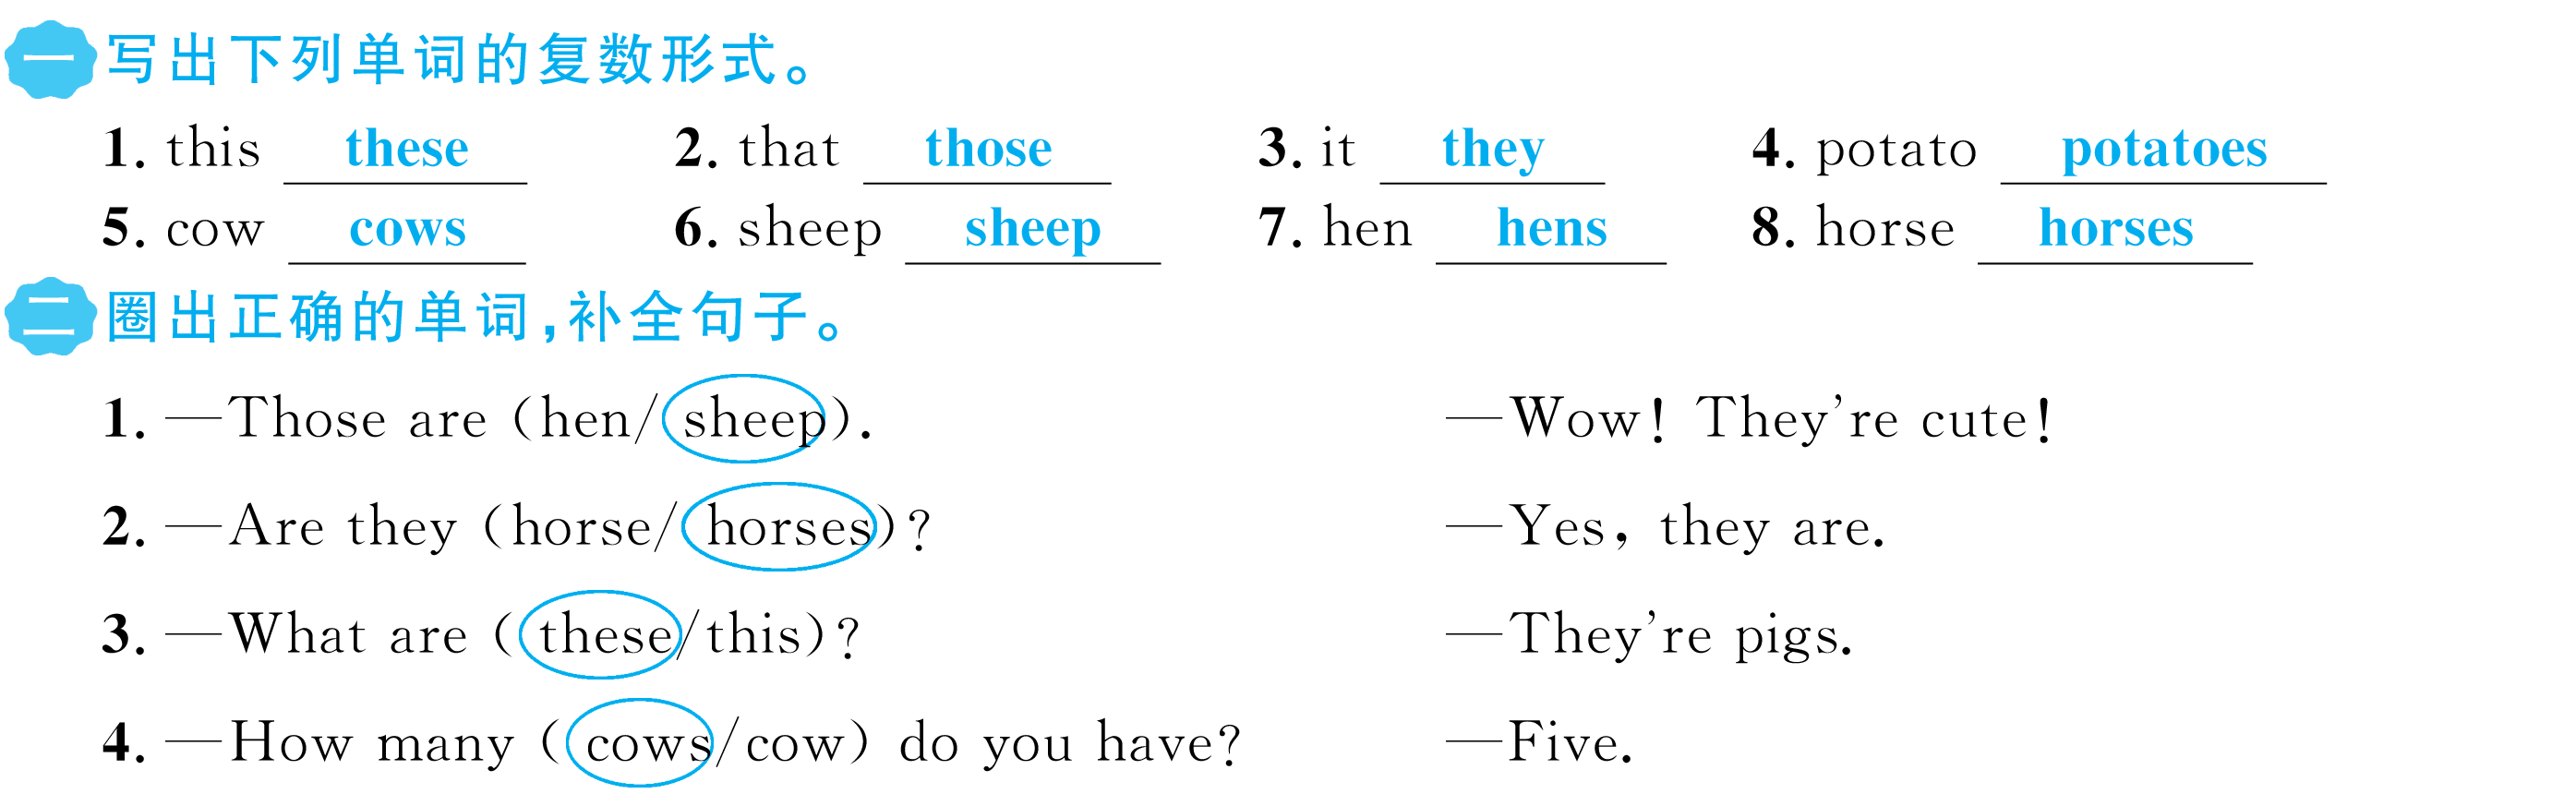 一 写出下列单词的复数形式。
1. this these 2. that those 3. it they 4. potato potatoes
5. cow cows 6. sheep sheep 7. hen hens 8. horse horses
二 圈出正确的单词,补全句子。
1. —Those are (hen/sheep). —Wow! They're cute!
2. —Are they (horse/horses)? —Yes, they are.
3. —What are (these/this)? —They're pigs.
4. —How many (cows/cow) do you have? —Five.